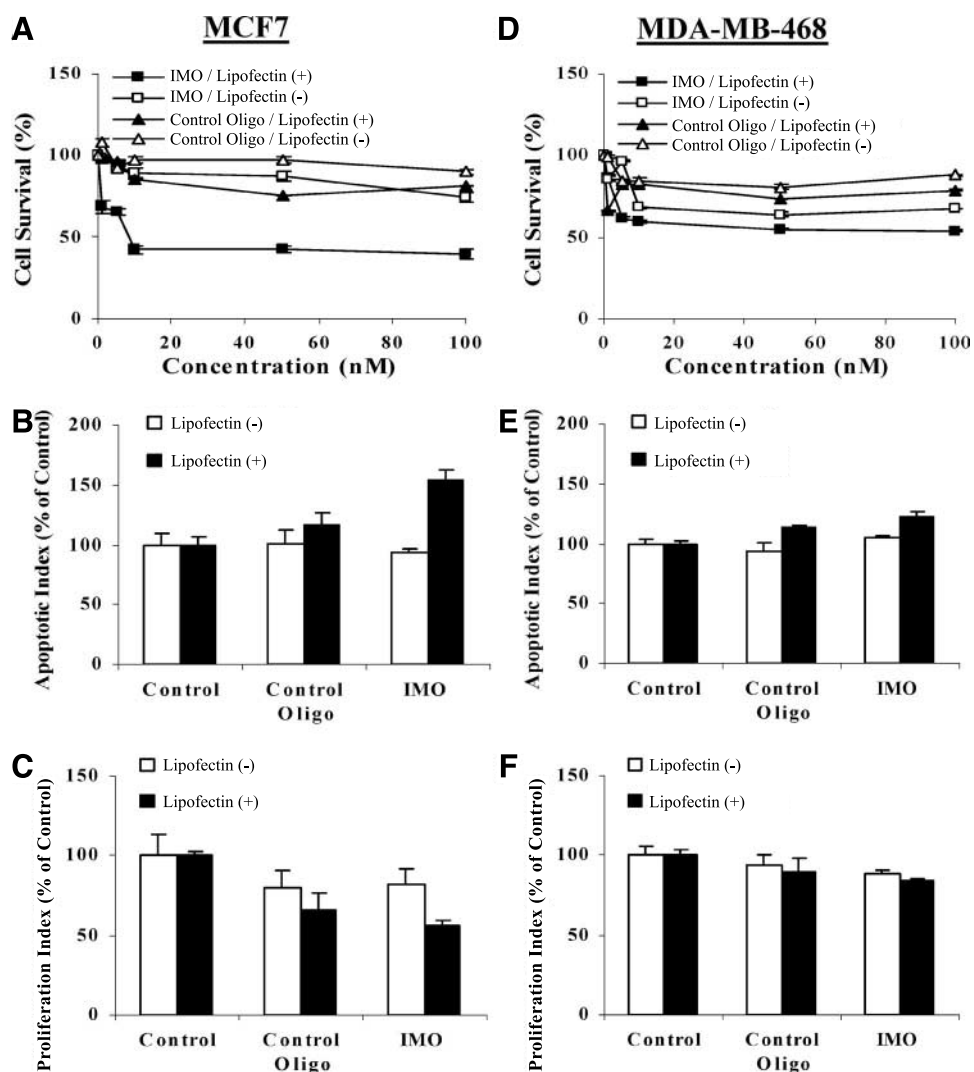 A
MCF7
IMO / Lipofectin (+)
IMO / Lipofectin (-)
Control Oligo / Lipofectin (+)
Control Oligo / Lipofectin (-)
Cell Survival (%)
150
100
50
0
0 20 40 60 80 100
Concentration (nM)
D
MDA-MB-468
IMO / Lipofectin (+)
IMO / Lipofectin (-)
Control Oligo / Lipofectin (+)
Control Oligo / Lipofectin (-)
Cell Survival (%)
150
100
50
0
0 20 40 60 80 100
Concentration (nM)
B
Lipofectin (-)
Lipofectin (+)
Apoptotic Index (% of Control)
200
150
100
50
0
Control Control IMO
Oligo
E
Lipofectin (-)
Lipofectin (+)
Apoptotic Index (% of Control)
200
150
100
50
0
Control Control IMO
Oligo
C
Lipofectin (-)
Lipofectin (+)
Proliferation Index (% of Control)
150
100
50
0
Control Control IMO
Oligo
F
Lipofectin (-)
Lipofectin (+)
Proliferation Index (% of Control)
150
100
50
0
Control Control IMO
Oligo